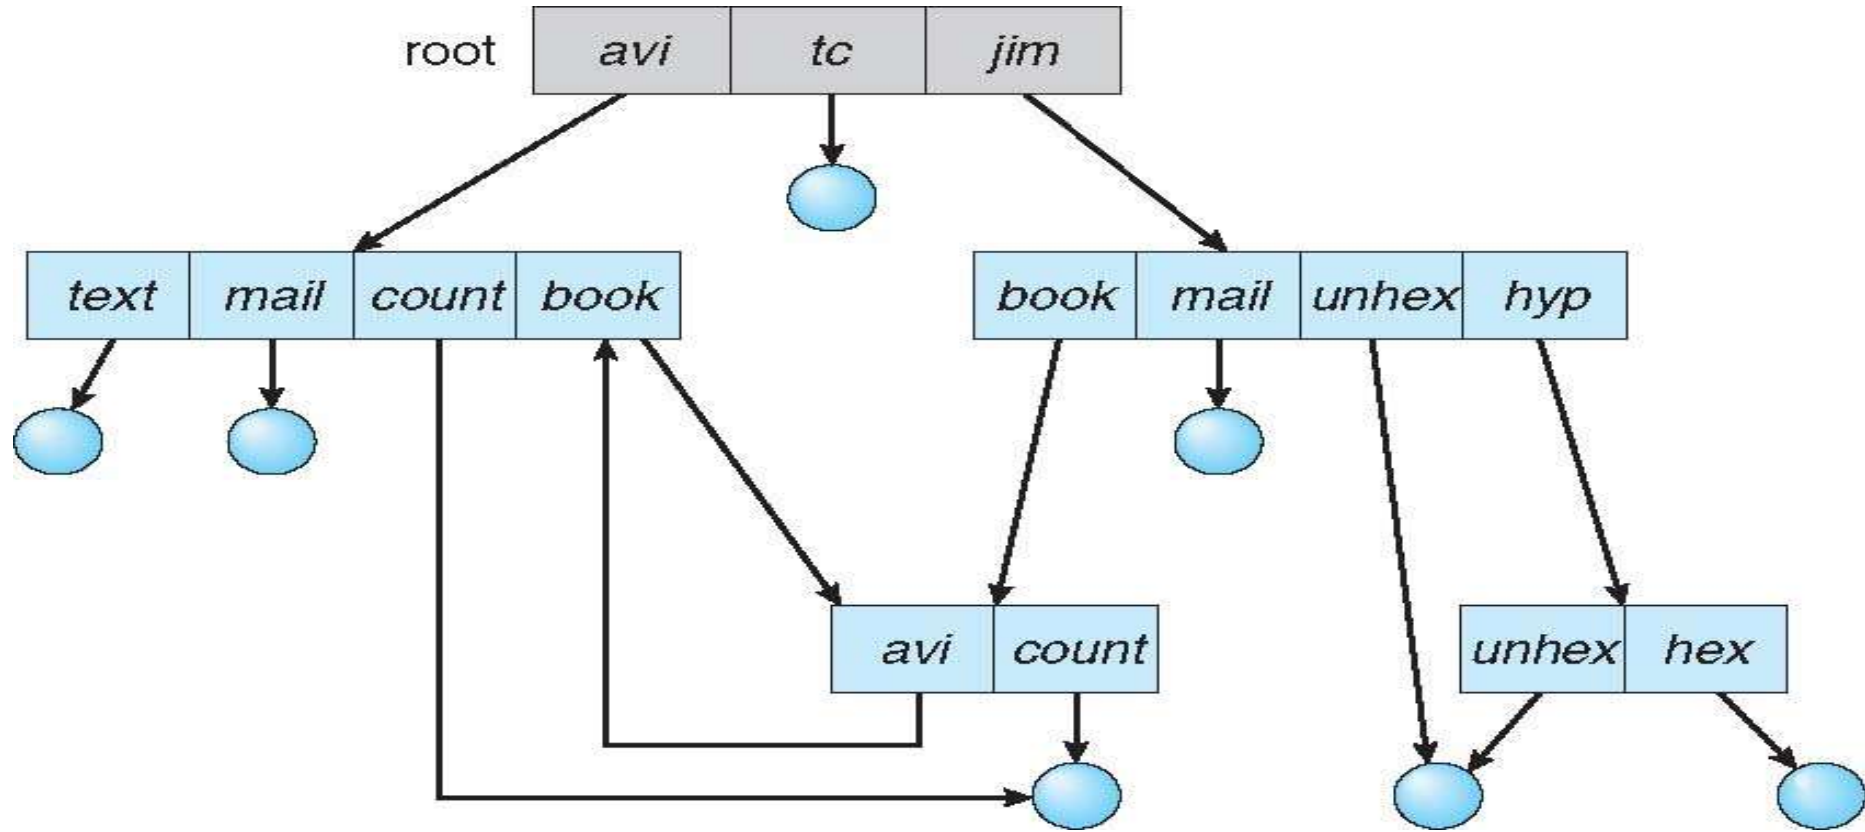 root avi tc jim
text mail count book book mail unhex hyp
avi count unhex hex